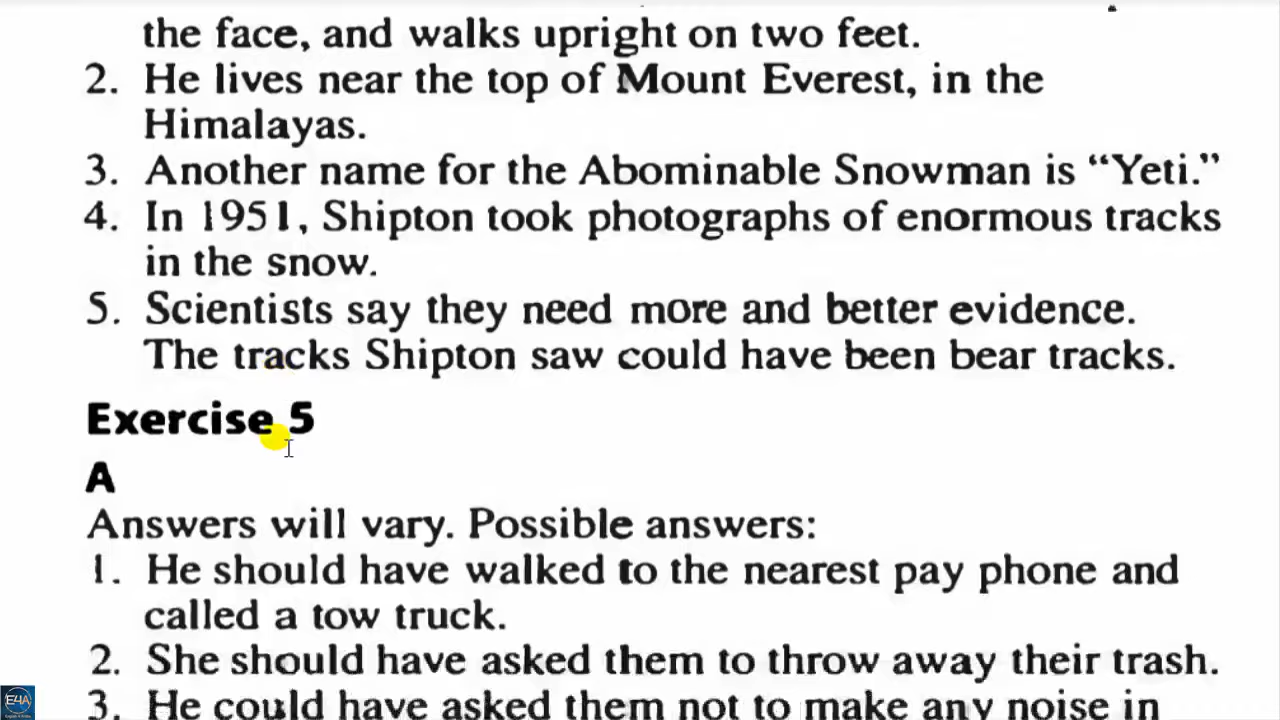 the face, and walks upright on two feet.
2. He lives near the top of Mount Everest, in the
Himalayas.
3. Another name for the Abominable Snowman is “Yeti.”
4. In 1951, Shipton took photographs of enormous tracks
in the snow.
5. Scientists say they need more and better evidence.
The tracks Shipton saw could have been bear tracks.
Exercise 5
A
Answers will vary. Possible answers:
1. He should have walked to the nearest pay phone and
called a tow truck.
2. She should have asked them to throw away their trash.
3. He could have asked them not to make any noise in
E4A